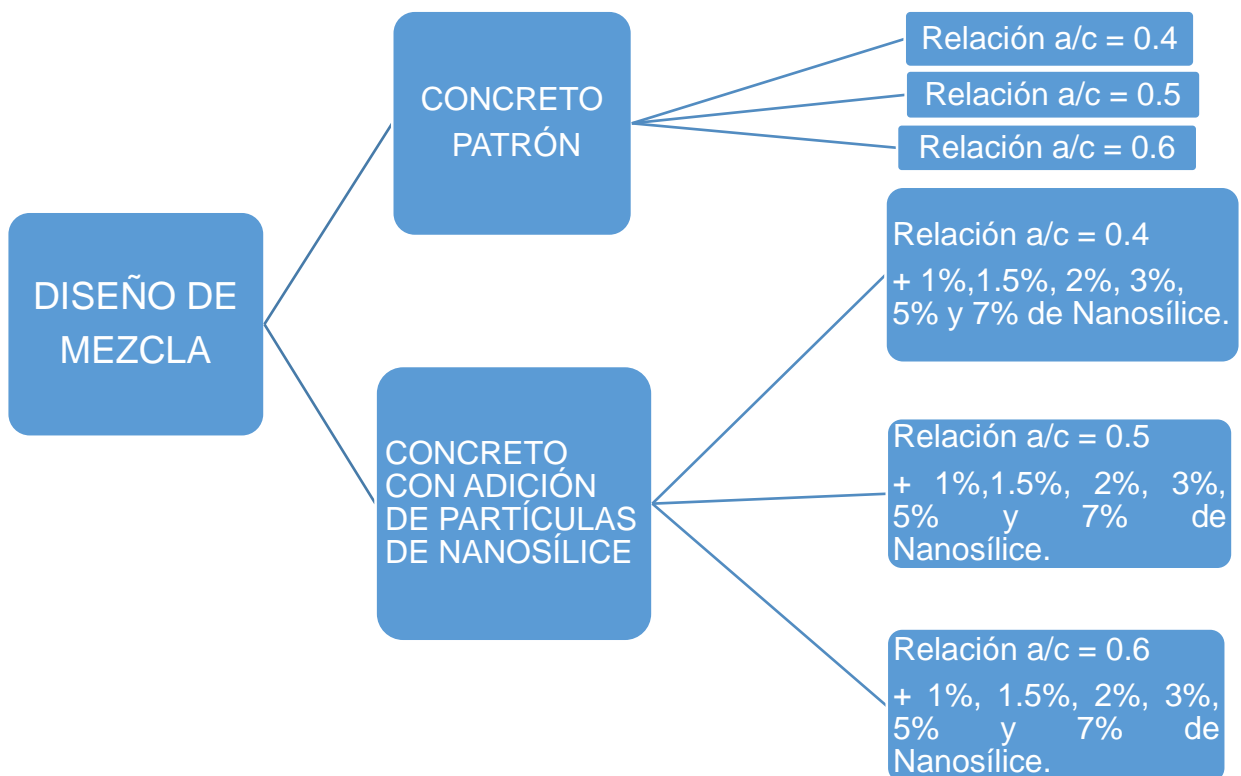 DISEÑO DE
MEZCLA
CONCRETO
PATRÓN
Relación a/c = 0.4
Relación a/c = 0.5
Relación a/c = 0.6
CONCRETO
CON ADICIÓN
DE PARTÍCULAS
DE NANOSÍLICE
Relación a/c = 0.4
+ 1%,1.5%, 2%, 3%,
5% y 7% de Nanosílice.
Relación a/c = 0.5
+ 1%,1.5%, 2%, 3%,
5% y 7% de
Nanosílice.
Relación a/c = 0.6
+ 1%, 1.5%, 2%, 3%,
5% y 7% de
Nanosílice.